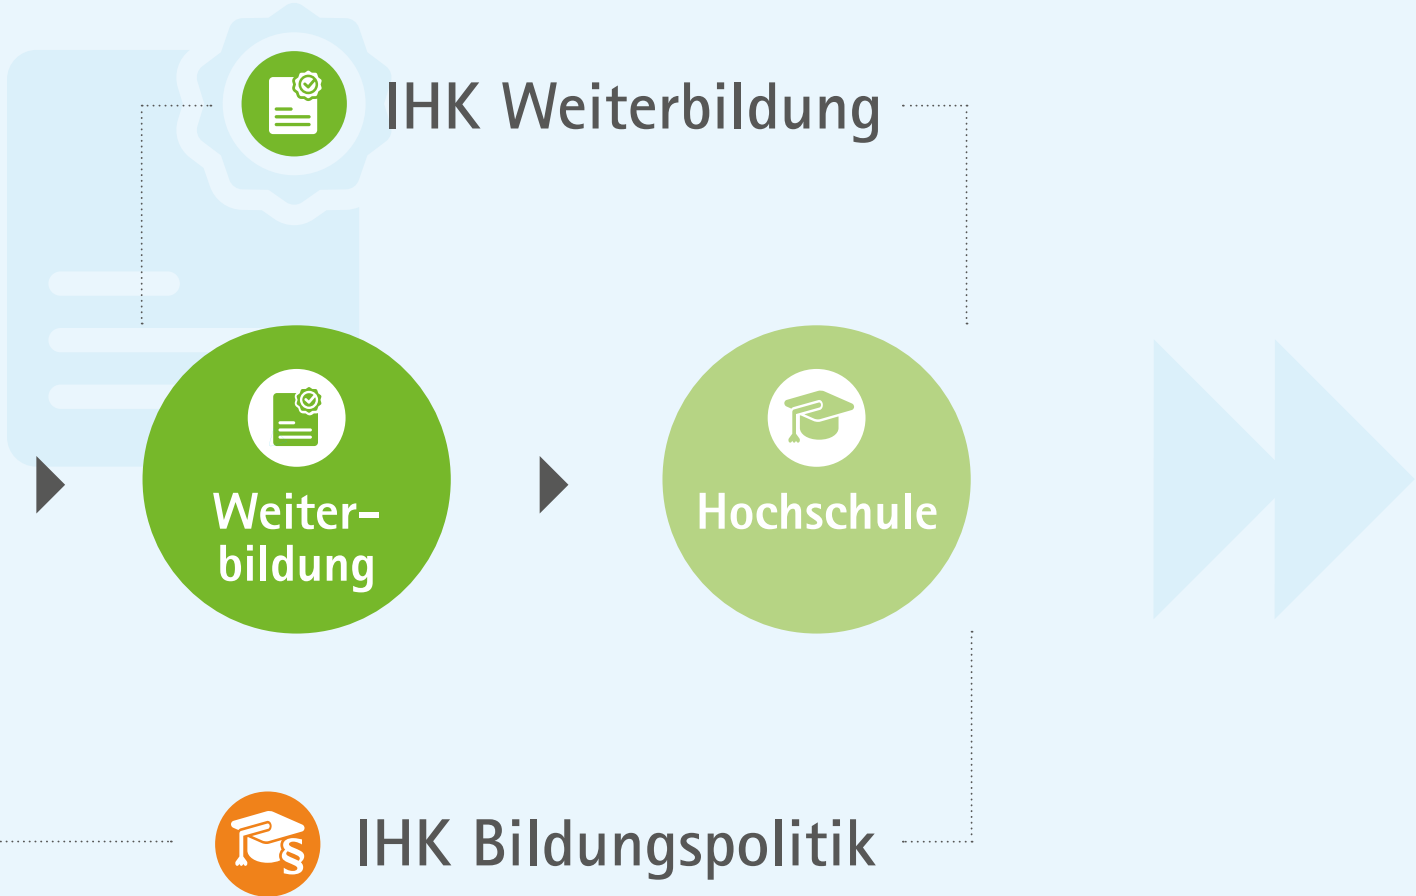 IHK Weiterbildung
Weiter-
bildung
Hochschule
§
IHK Bildungspolitik